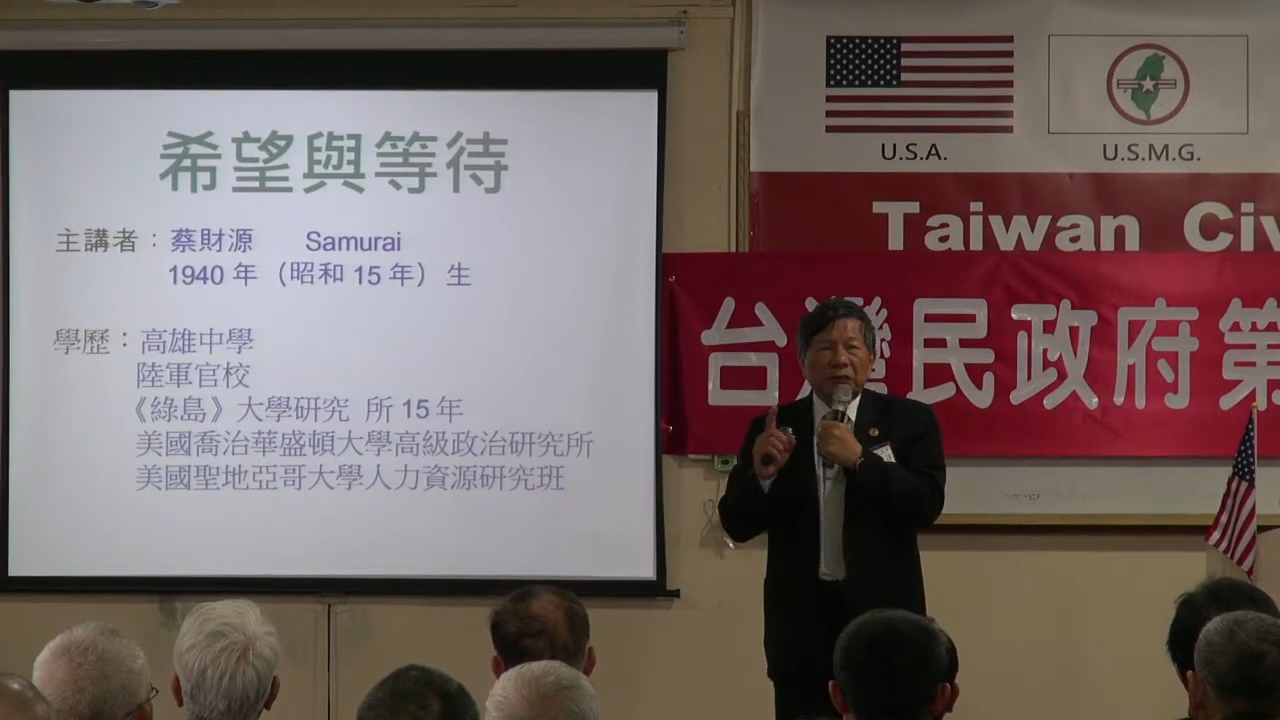 希望與等待
主講者：蔡財源 Samurai
1940 年（昭和 15 年）生
學歷：高雄中學
陸軍官校
《綠島》大學研究 所 15 年
美國喬治華盛頓大學高級政治研究所
美國聖地亞哥大學人力資源研究班
U.S.A.
U.S.M.G.
Taiwan Civ
台灣民政府第